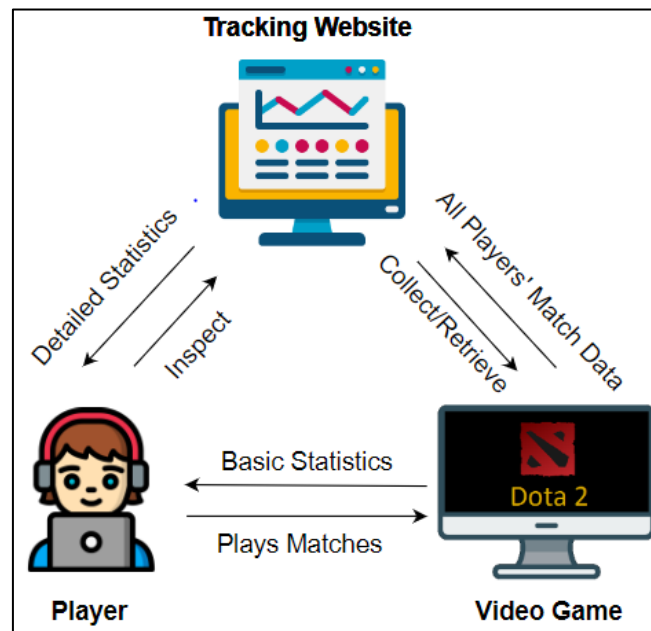 Tracking Website
Detailed Statistics
Inspect
All Players' Match Data
Collect/Retrieve
Basic Statistics
Plays Matches
Dota 2
Player
Video Game